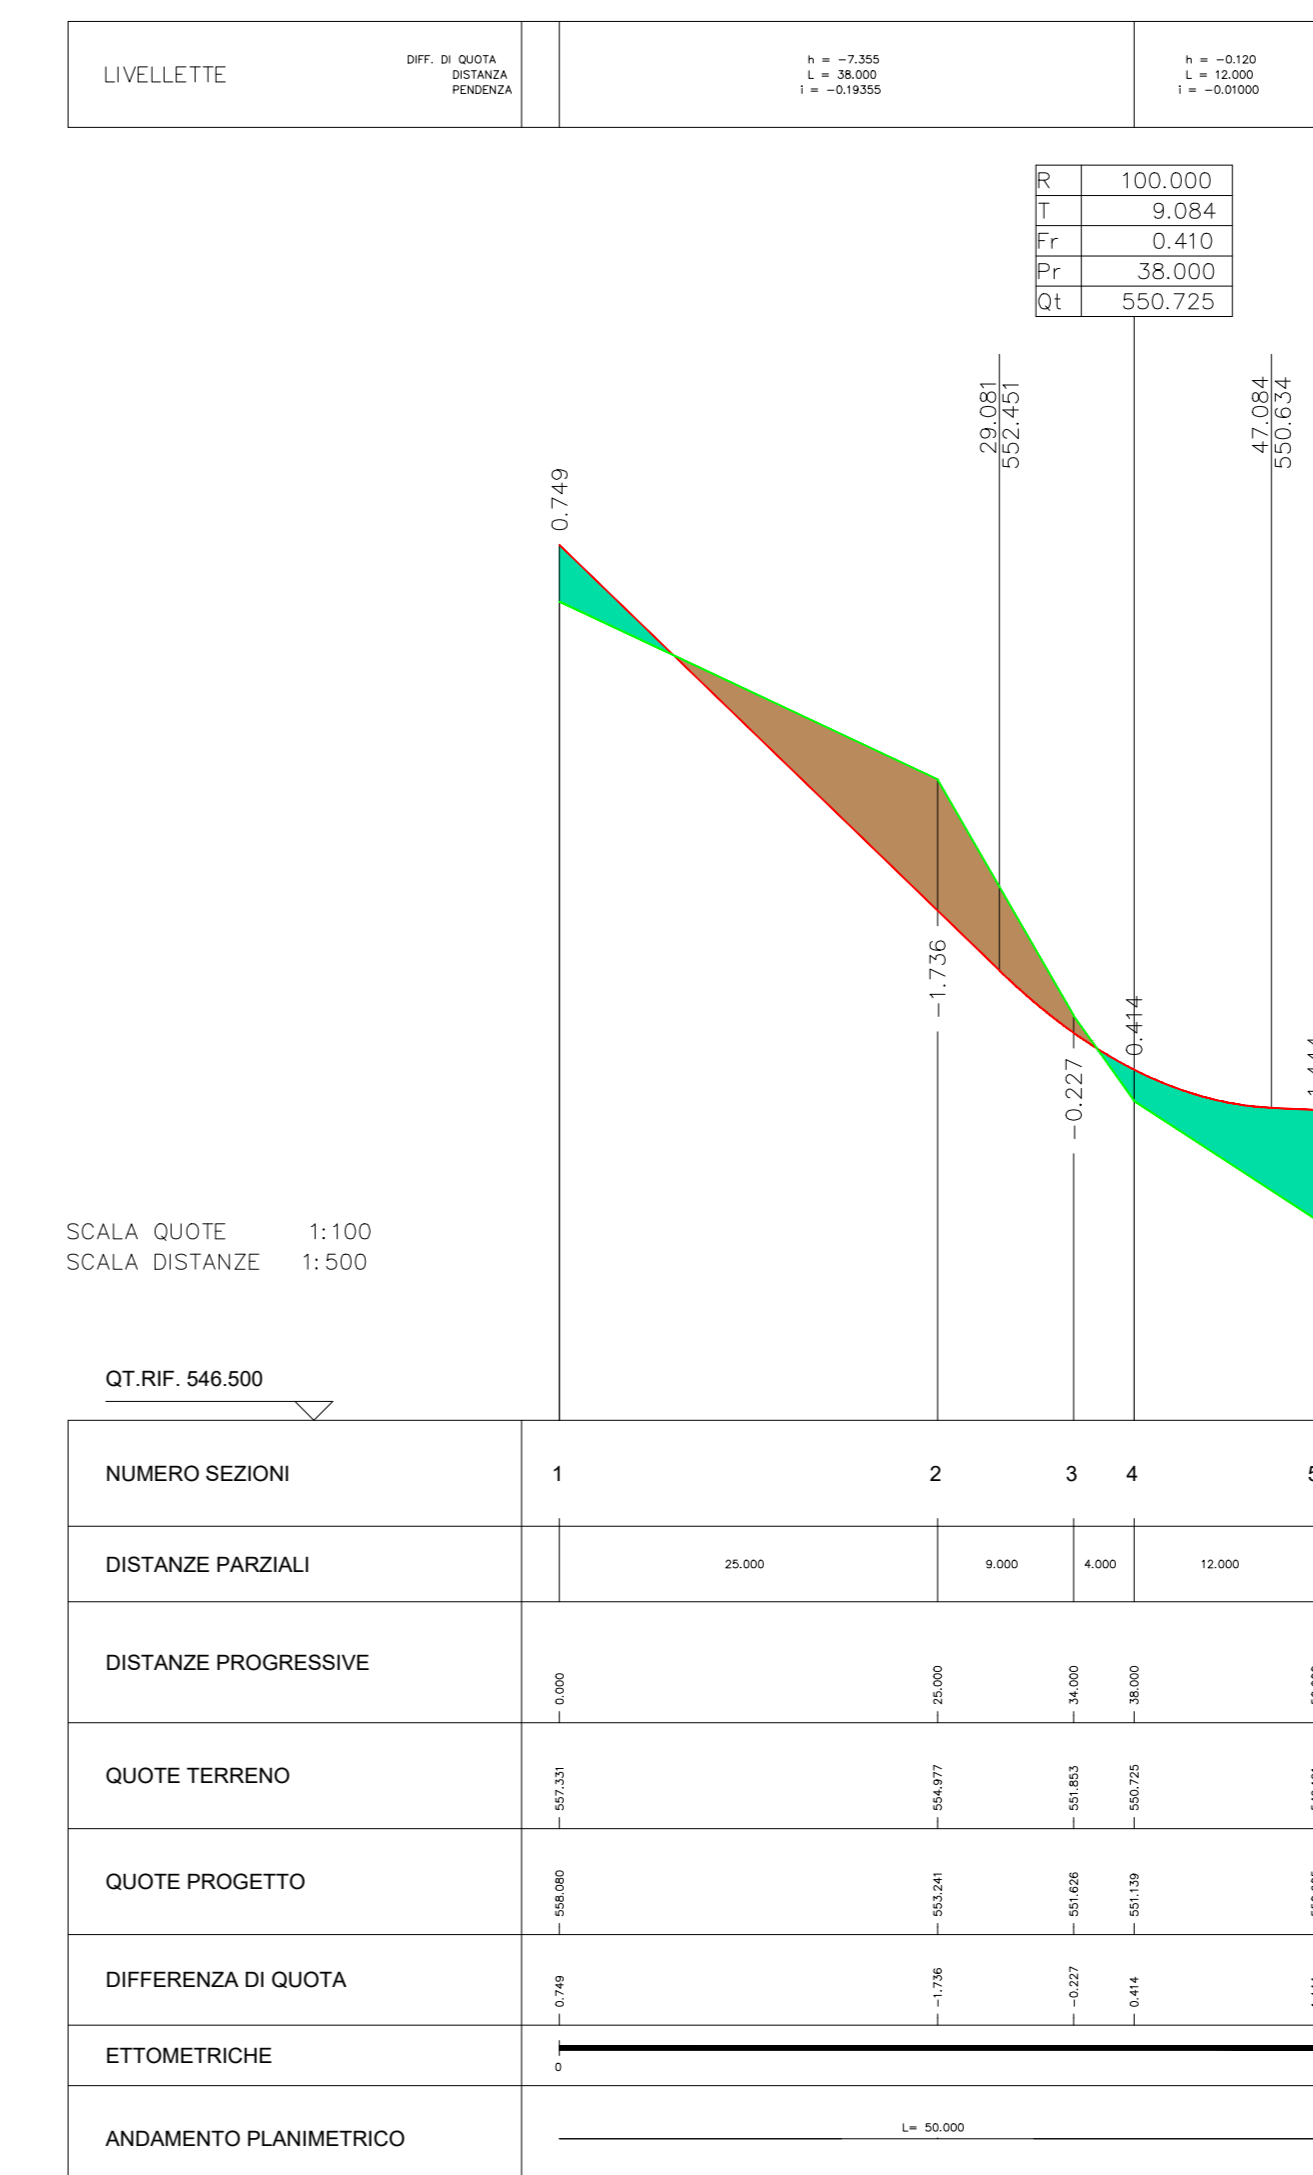 LIVELLETTE
DIFF. DI QUOTA
DISTANZA
PENDENZA
h = -7.355
L = 38.000
i = -0.19355
h = -0.120
L = 12.000
i = -0.01000
R 100.000
T 9.084
Fr 0.410
Pr 38.000
Qt 550.725
29.081
552.451
47.084
550.634
0.749
-1.736
-0.227
0.414
SCALA QUOTE 1:100
SCALA DISTANZE 1:500
QT.RIF. 546.500
NUMERO SEZIONI 1 2 3 4
DISTANZE PARZIALI 25.000 9.000 4.000 12.000
DISTANZE PROGRESSIVE 0.000 25.000 34.000 38.000
QUOTE TERRENO 557.331 554.977 551.853 550.725
QUOTE PROGETTO 558.080 553.241 551.626 551.139
DIFFERENZA DI QUOTA 0.749 -1.736 -0.227 0.414
ETTOMETRICHE
0
ANDAMENTO PLANIMETRICO L= 50.000